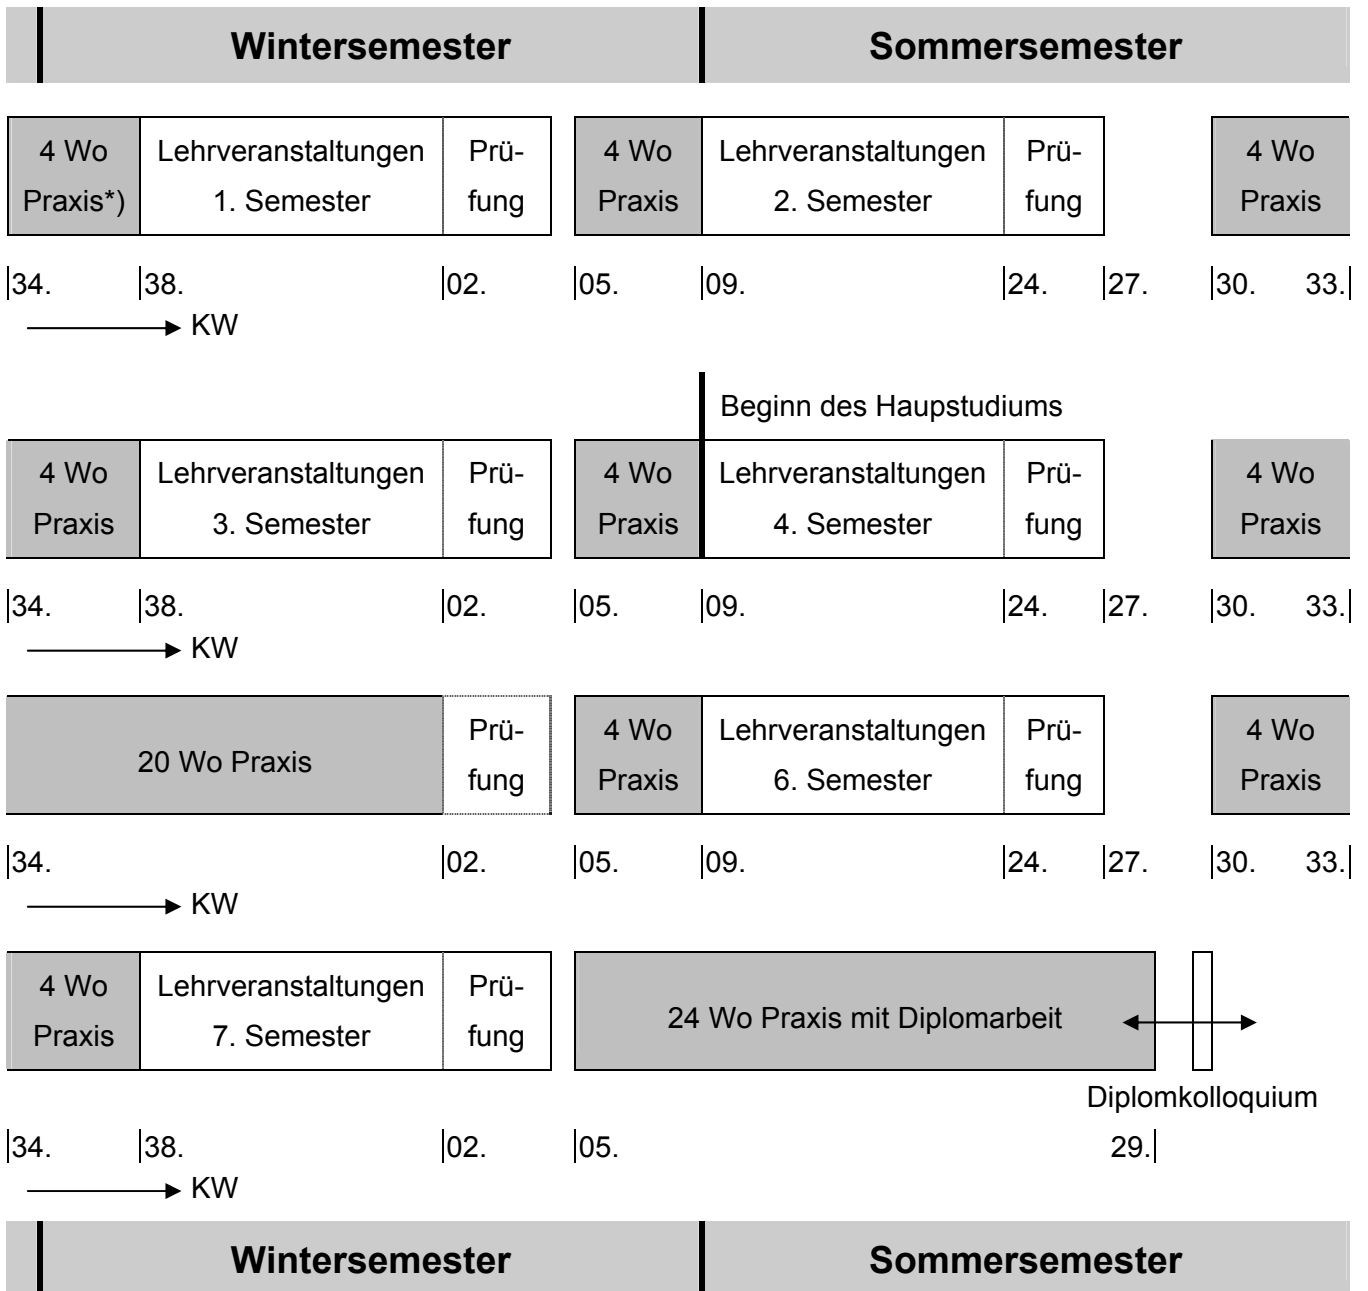 Wintersemester Sommersemester
4 Wo Lehrveranstaltungen Prü- 4 Wo Lehrveranstaltungen Prü- 4 Wo
Praxis*) 1. Semester fung Praxis 2. Semester fung Praxis
34. 38. 02. 05. 09. 24. 27. 30. 33.
KW
Beginn des Haupstudiums
4 Wo Lehrveranstaltungen Prü- 4 Wo Lehrveranstaltungen Prü- 4 Wo
Praxis 3. Semester fung Praxis 4. Semester fung Praxis
34. 38. 02. 05. 09. 24. 27. 30. 33.
KW
20 Wo Praxis Prü- 4 Wo Lehrveranstaltungen Prü- 4 Wo
fung Praxis 6. Semester fung Praxis
34. 02. 05. 09. 24. 27. 30. 33.
KW
4 Wo Lehrveranstaltungen Prü- 24 Wo Praxis mit Diplomarbeit
Praxis 7. Semester fung
Diplomkolloquium
34. 38. 02. 05. 29.
KW
Wintersemester Sommersemester